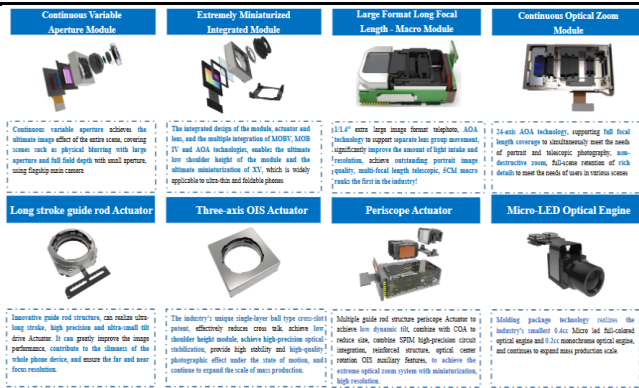 Continuous Variable
Aperture Module
Extremely Miniaturized
Integrated Module
Large Format Long Focal
Length - Macro Module
Continuous Optical Zoom
Module
Continuous variable aperture achieves the
ultimate image effect of the entire scene, covering
scenes such as physical blurring with large
aperture and full field depth with small aperture,
using flagship main camera
The integrated design of the module, actuator and
lens, and the multiple integration of MOBIV, MOB
IV and AOA technologies, enables the ultimate
low shoulder height of the module and the
ultimate miniaturization of XY, which is widely
applicable to ultra-thin and foldable phones
1/1.4" extra large image format telephoto, AOA
technology to support separate lens group movement,
significantly improve the amount of light intake and
resolution, achieve outstanding portrait image
quality, multi-focal length telescopic, 5CM macro
ranks the first in the industry!
24-axis AOA technology, supporting full focal
length coverage to simultaneously meet the needs
of portrait and telescopic photography, non-
destructive zoom, full-scene retention of rich
details to meet the needs of users in various scenes
Long stroke guide rod Actuator
Three-axis OIS Actuator
Periscope Actuator
Micro-LED Optical Engine
Innovative guide rod structure, can realize ultra-
long stroke, high precision and ultra-small tilt
drive Actuator. It can greatly improve the image
performance, contribute to the slimness of the
whole phone device, and ensure the far and near
focus resolution.
The industry's unique single-layer ball type cross-slot
patent, effectively reduces cross talk, achieve low
shoulder height module, achieve high-precision optical
stabilization, provide high stability and high-quality
photographic effect under the state of motion, and
continue to expand the scale of mass production.
Multiple guide rod structure periscope Actuator to
achieve low dynamic tilt, combine with COA to
reduce size, combine SPIM high-precision circuit
integration, reinforced structure, optical center
rotation OIS auxiliary features, to achieve the
extreme optical zoom system with miniaturization,
high resolution.
Molding package technology realizes the
industry's smallest 0.4cc Micro led full-colored
optical engine and 0.2cc monochrome optical engine,
and continues to expand mass production scale.